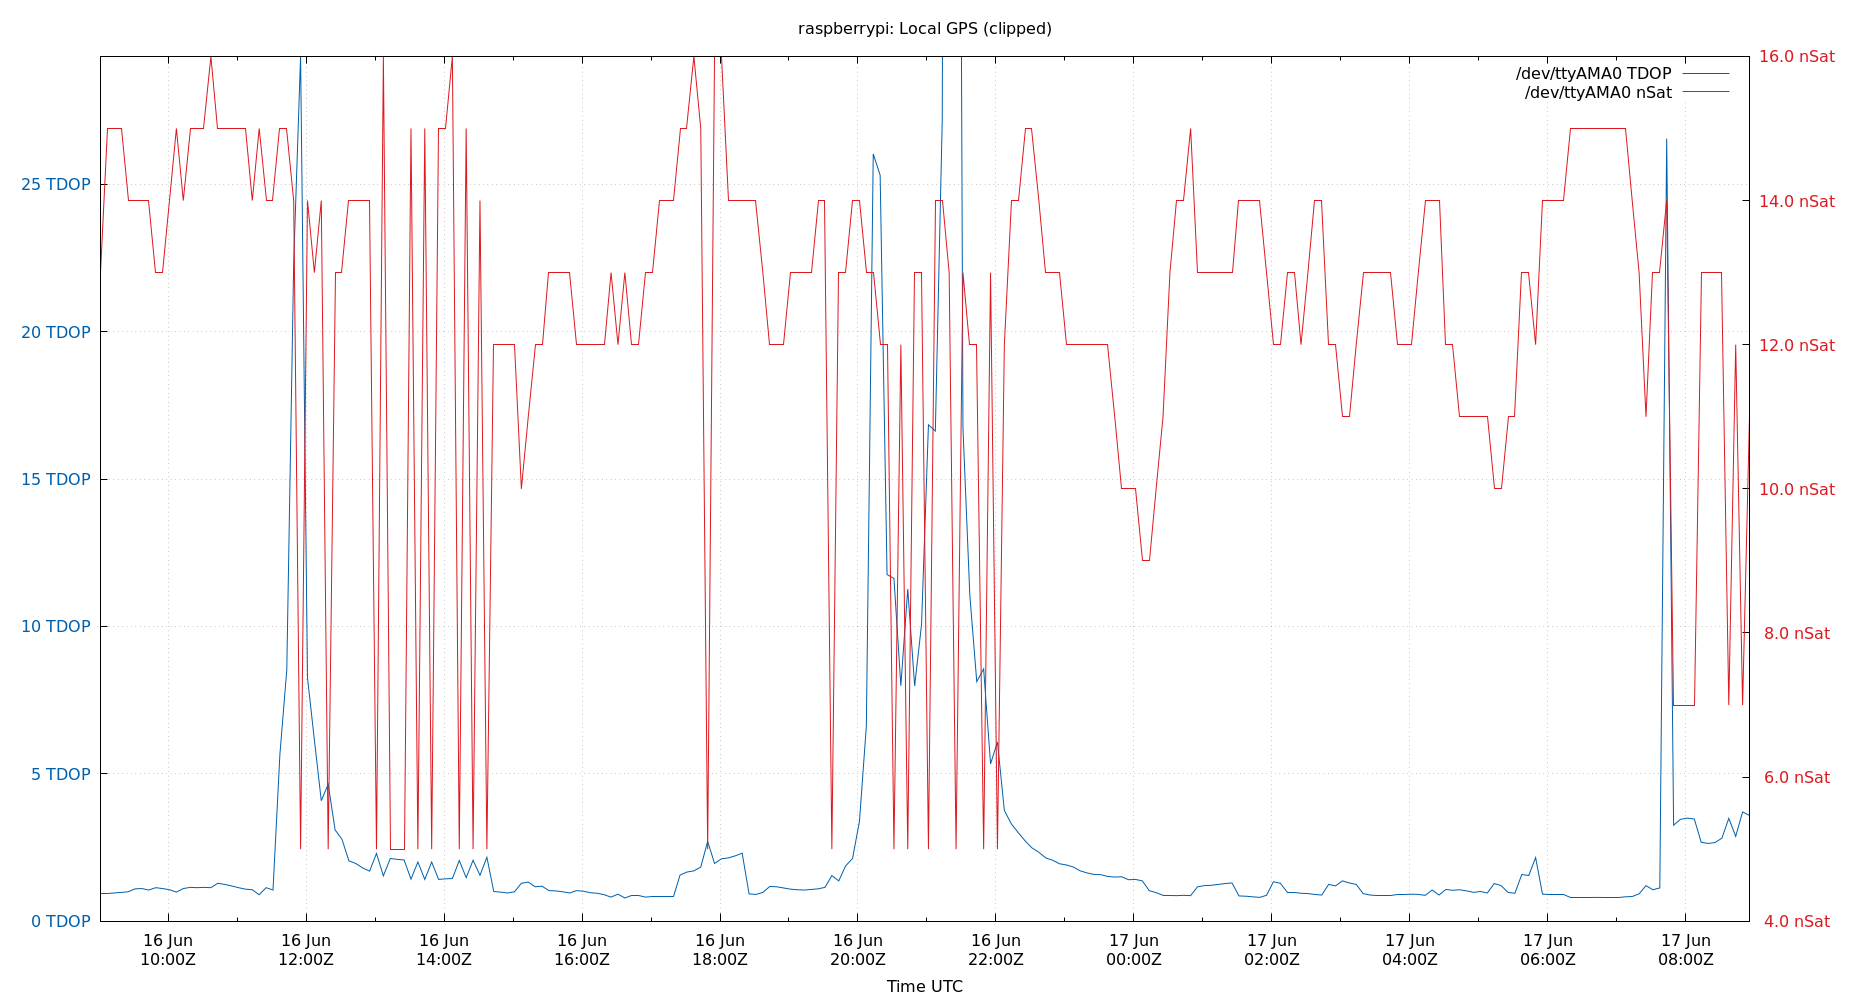 raspberrypi: Local GPS (clipped)
/dev/ttyAMA0 TDOP
/dev/ttyAMA0 nSat
25 TDOP
20 TDOP
15 TDOP
10 TDOP
5 TDOP
0 TDOP
16.0 nSat
14.0 nSat
12.0 nSat
10.0 nSat
8.0 nSat
6.0 nSat
4.0 nSat
16 Jun
10:00Z
16 Jun
12:00Z
16 Jun
14:00Z
16 Jun
16:00Z
16 Jun
18:00Z
16 Jun
20:00Z
16 Jun
22:00Z
17 Jun
00:00Z
17 Jun
02:00Z
17 Jun
04:00Z
17 Jun
06:00Z
17 Jun
08:00Z
Time UTC